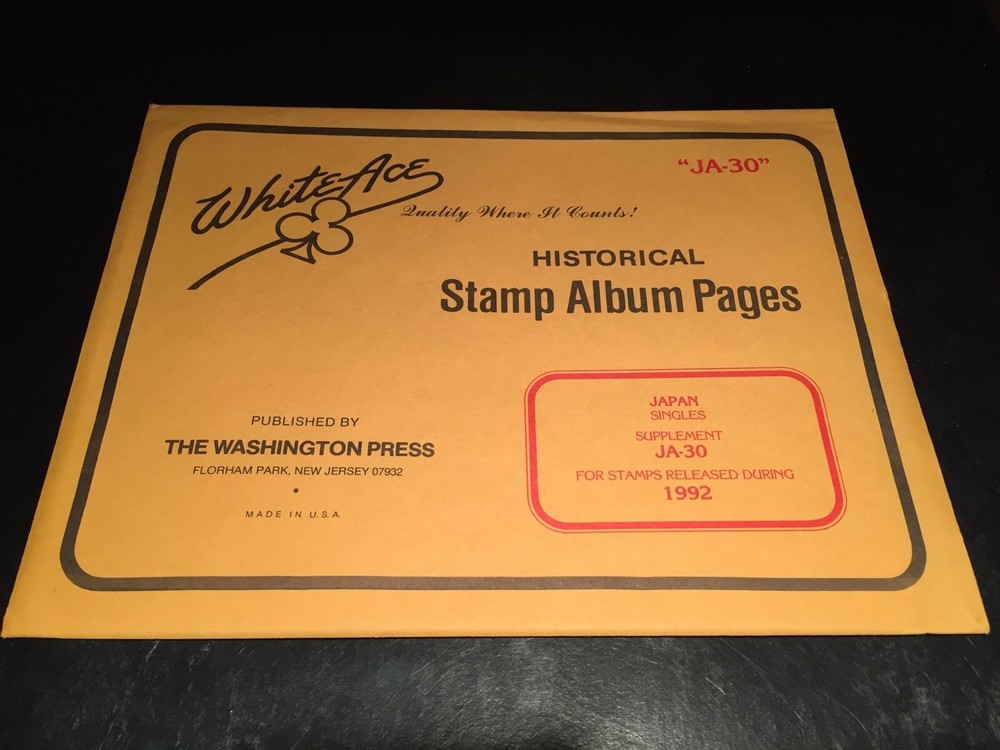 White Ace
Quality Where It Counts!
"JA-30"
HISTORICAL
Stamp Album Pages
PUBLISHED BY
THE WASHINGTON PRESS
FLORHAM PARK, NEW JERSEY 07932
•
MADE IN U.S.A.
JAPAN
SINGLES
SUPPLEMENT
JA-30
FOR STAMPS RELEASED DURING
1992